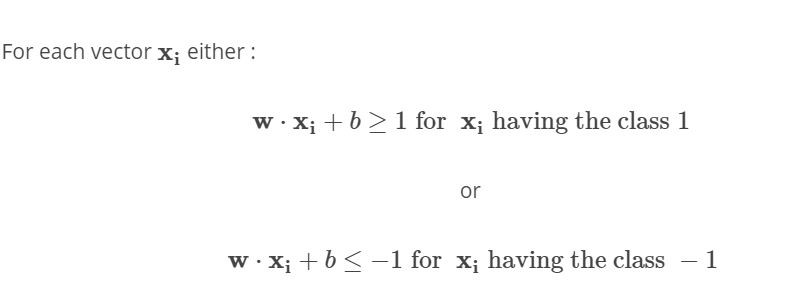 For each vector xᵢ either :
w · xᵢ + b ≥ 1 for xᵢ having the class 1
or
w · xᵢ + b ≤ −1 for xᵢ having the class − 1